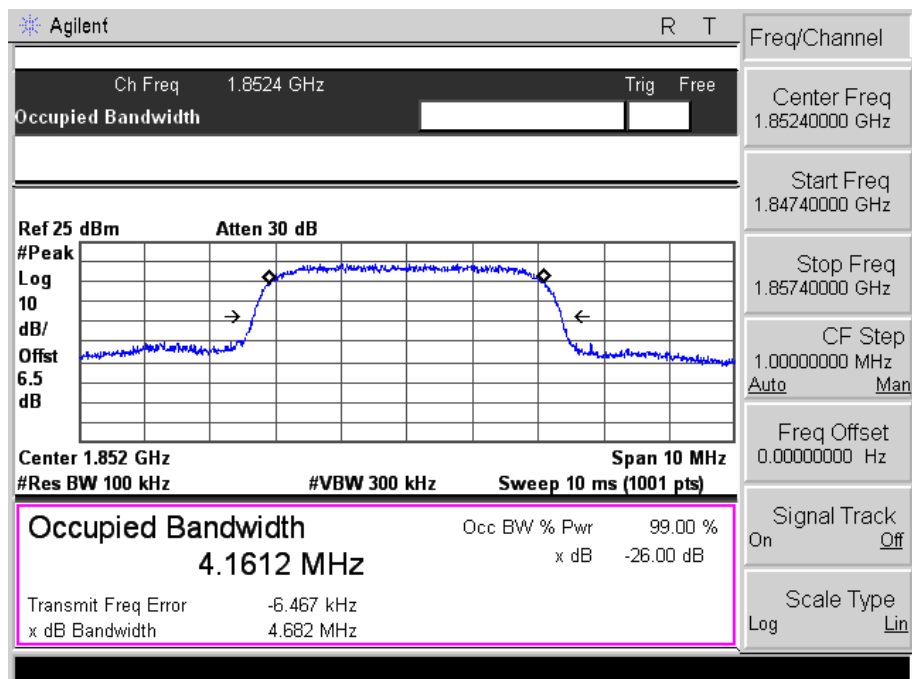 Agilent R T
Ch Freq 1.8524 GHz Trig Free
Occupied Bandwidth
Ref 25 dBm Atten 30 dB
#Peak
Log
10
dB/
Offst
6.5
dB
Center 1.852 GHz Span 10 MHz
#Res BW 100 kHz #VBW 300 kHz Sweep 10 ms (1001 pts)
Occupied Bandwidth
4.1612 MHz
Occ BW % Pwr 99.00 %
x dB -26.00 dB
Transmit Freq Error -6.467 kHz
x dB Bandwidth 4.682 MHz
Freq/Channel
Center Freq
1.85240000 GHz
Start Freq
1.84740000 GHz
Stop Freq
1.85740000 GHz
CF Step
1.00000000 MHz
Auto Man
Freq Offset
0.00000000 Hz
Signal Track
On Off
Scale Type
Log Lin